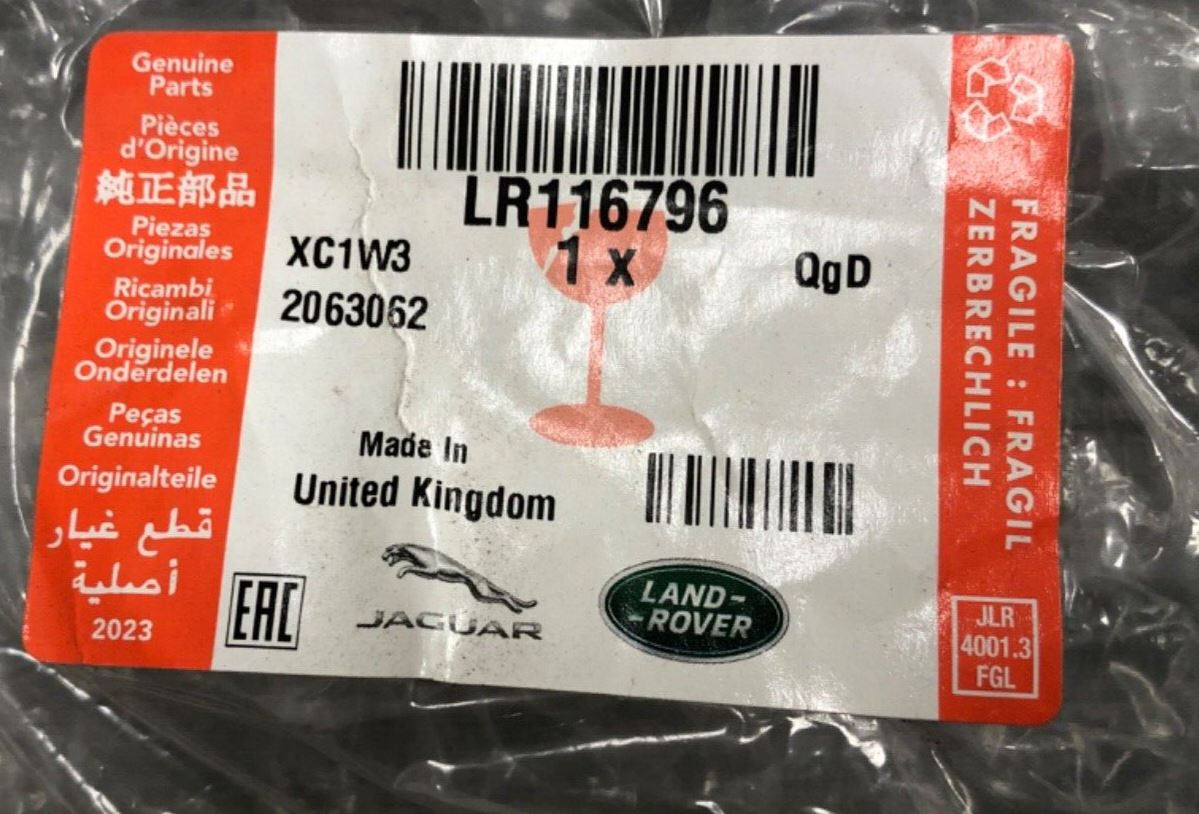 Genuine
Parts
Pièces
d'Origine
純正部品
Piezas
Originales
Ricambi
Originali
Originele
Onderdelen
Peças
Genuinas
Originalteile
قطع غيار
أصلية
2023
LR116796
1 x
XC1W3
QgD
2063062
Made In
United Kingdom
EAC
JAGUAR
LAND-
-ROVER
FRAGILE : FRAGIL
ZERBRECHLICH
JLR
4001.3
FGL